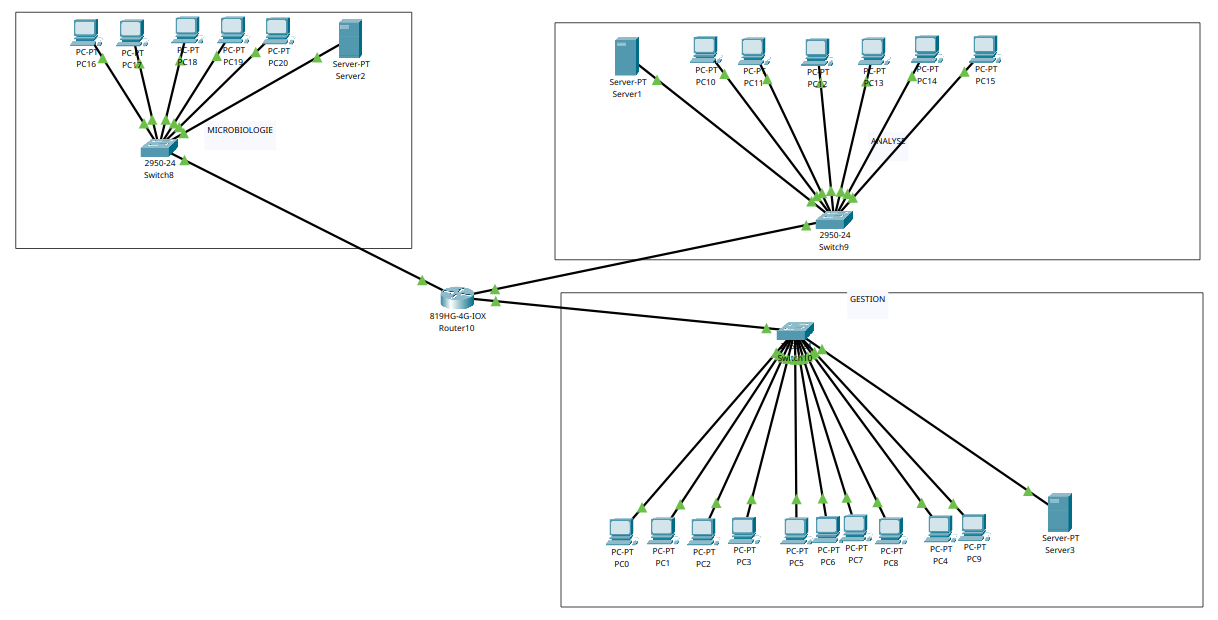 PC-PT
PC16
PC-PT
PC17
PC-PT
PC18
PC-PT
PC19
PC-PT
PC20
Server-PT
Server2
MICROBIOLOGIE
2950-24
Switch8
Server-PT
Server1
PC-PT
PC10
PC-PT
PC11
PC-PT
PC12
PC-PT
PC13
PC-PT
PC14
PC-PT
PC15
ANALYSE
2950-24
Switch9
819HG-4G-IOX
Router10
GESTION
Switch10
PC-PT
PC0
PC-PT
PC1
PC-PT
PC2
PC-PT
PC3
PC-PT
PC5
PC-PT
PC6
PC-PT
PC7
PC-PT
PC8
PC-PT
PC4
PC-PT
PC9
Server-PT
Server3